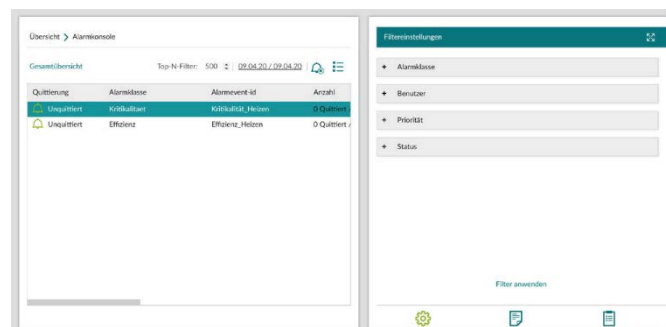 Übersicht > Alarmkonsole
Gesamtübersicht Top-N-Filter: 500 09.04.20 / 09.04.20
Quittierung Alarmklasse Alarmevent-id Anzahl
Unquittiert Kritikalitaet Kritikalität_Heizen 0 Quittiert /
Unquittiert Effizienz Effizienz_Heizen 0 Quittiert /
Filtereinstellungen
+ Alarmklasse
+ Benutzer
+ Priorität
+ Status
Filter anwenden